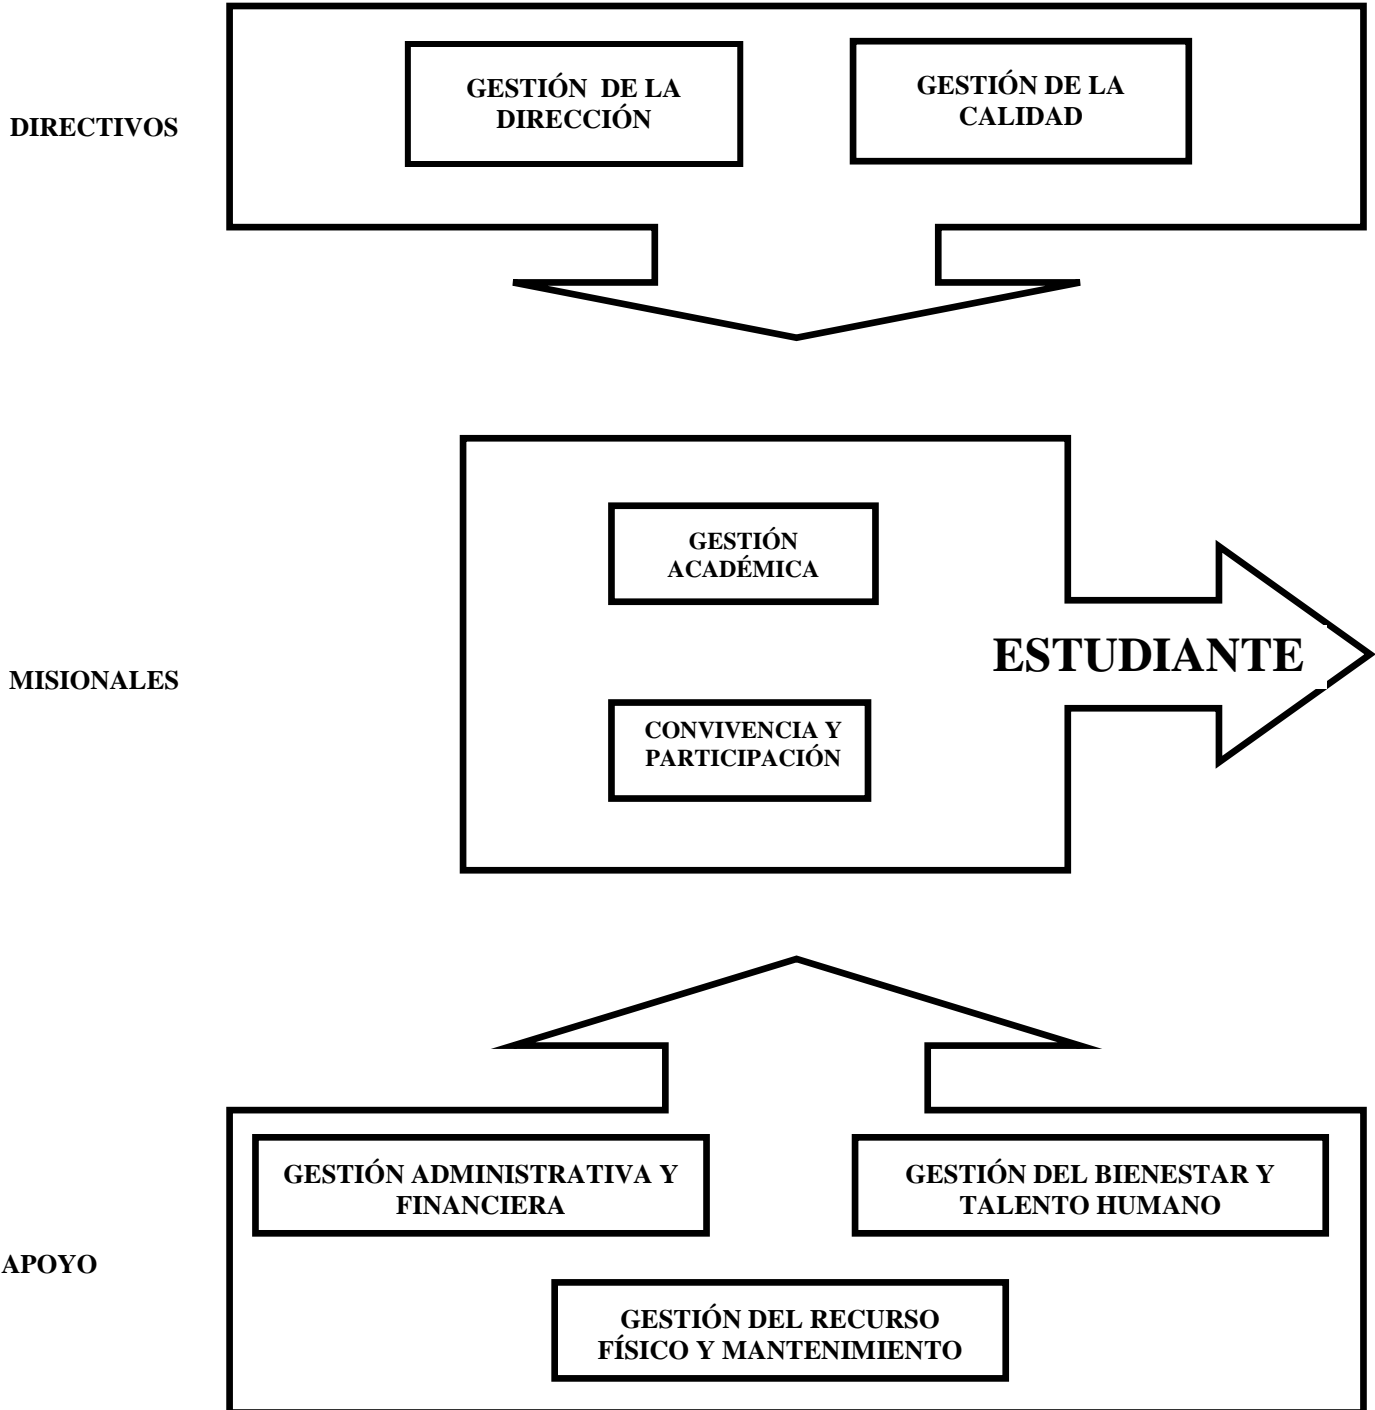 GESTIÓN DE LA
DIRECCIÓN
GESTIÓN DE LA
CALIDAD
DIRECTIVOS
GESTIÓN
ACADÉMICA
ESTUDIANTE
MISIONALES
CONVIVENCIA Y
PARTICIPACIÓN
GESTIÓN ADMINISTRATIVA Y
FINANCIERA
GESTIÓN DEL BIENESTAR Y
TALENTO HUMANO
APOYO
GESTIÓN DEL RECURSO
FÍSICO Y MANTENIMIENTO